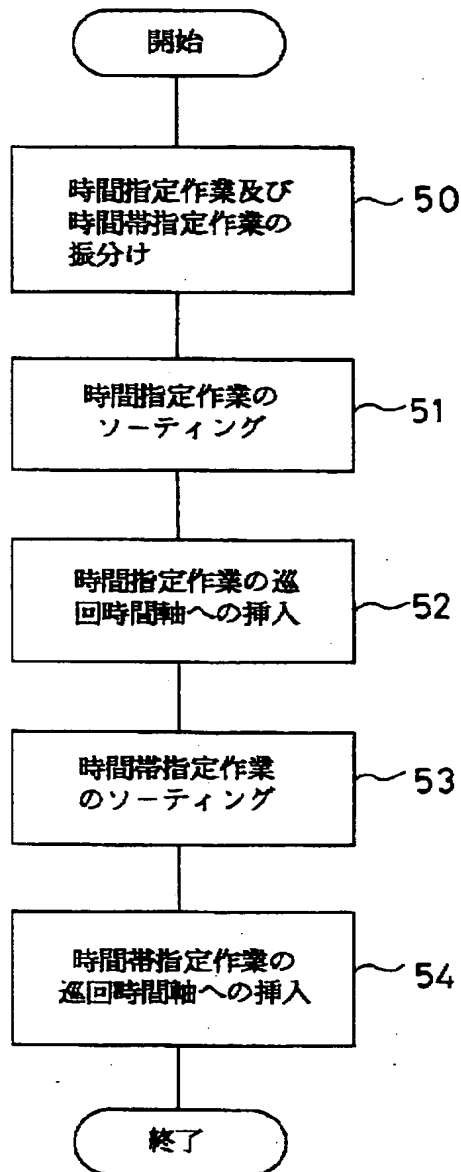 開始
時間指定作業及び
時間帯指定作業の
振分け
50
時間指定作業の
ソーティング
51
時間指定作業の巡
回時間軸への挿入
52
時間帯指定作業
のソーティング
53
時間帯指定作業の
巡回時間軸への挿入
54
終了